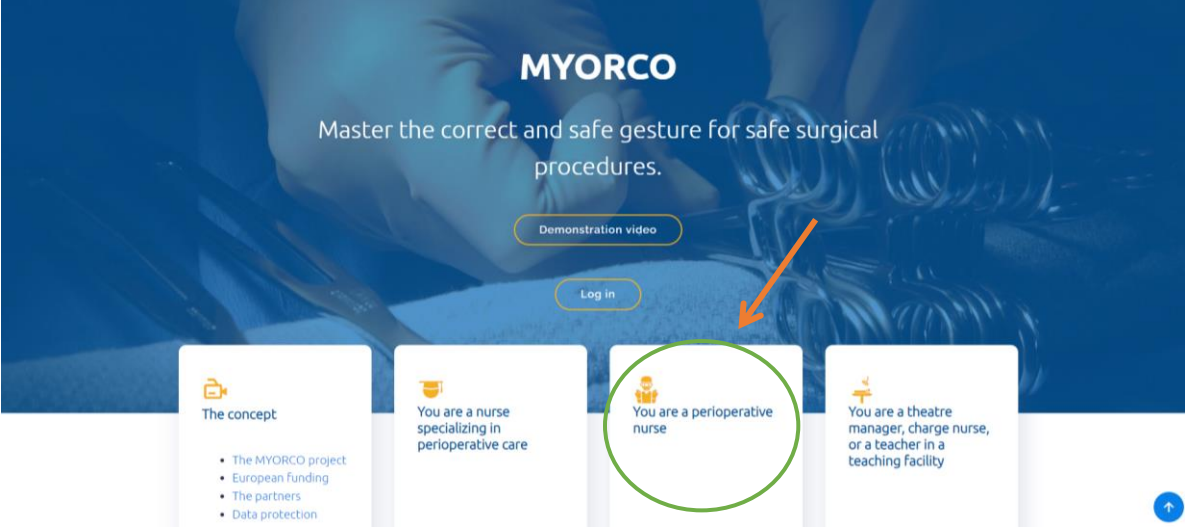 MYORCO
Master the correct and safe gesture for safe surgical
procedures.
Demonstration video
Log in
The concept
The MYORCO project
European funding
The partners
Data protection
You are a nurse
specializing in
perioperative care
You are a perioperative
nurse
You are a theatre
manager, charge nurse,
or a teacher in a
teaching facility